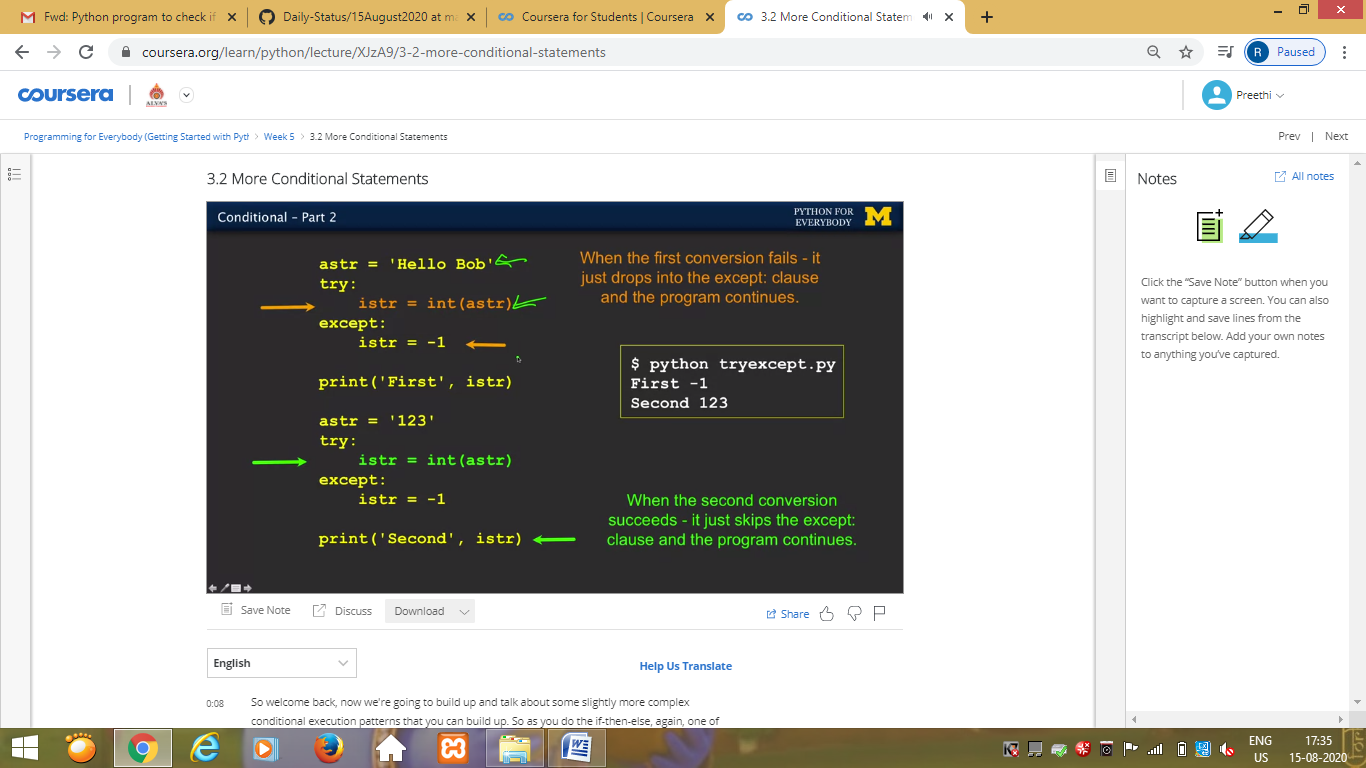 Fwd: Python program to check if
Daily-Status/15August2020 at ma
Coursera for Students | Coursera
3.2 More Conditional Statem
coursera.org/learn/python/lecture/XJzA9/3-2-more-conditional-statements
R Paused
coursera
ALVA'S
Preethi
Programming for Everybody (Getting Started with Pyth
Week 5
3.2 More Conditional Statements
Prev | Next
3.2 More Conditional Statements
Conditional – Part 2
PYTHON FOR
EVERYBODY
M
astr = 'Hello Bob'
try:
istr = int(astr)
except:
istr = -1
print('First', istr)
astr = '123'
try:
istr = int(astr)
except:
istr = -1
print('Second', istr)
When the first conversion fails - it
just drops into the except: clause
and the program continues.
$ python tryexcept.py
First -1
Second 123
When the second conversion
succeeds - it just skips the except:
clause and the program continues.
Save Note
Discuss
Download
Share
English
Help Us Translate
0:08
So welcome back, now we're going to build up and talk about some slightly more complex
conditional execution patterns that you can build up. So as you do the if-then-else, again, one of
Notes
All notes
Click the “Save Note” button when you
want to capture a screen. You can also
highlight and save lines from the
transcript below. Add your own notes
to anything you’ve captured.
ENG
US
17:35
15-08-2020